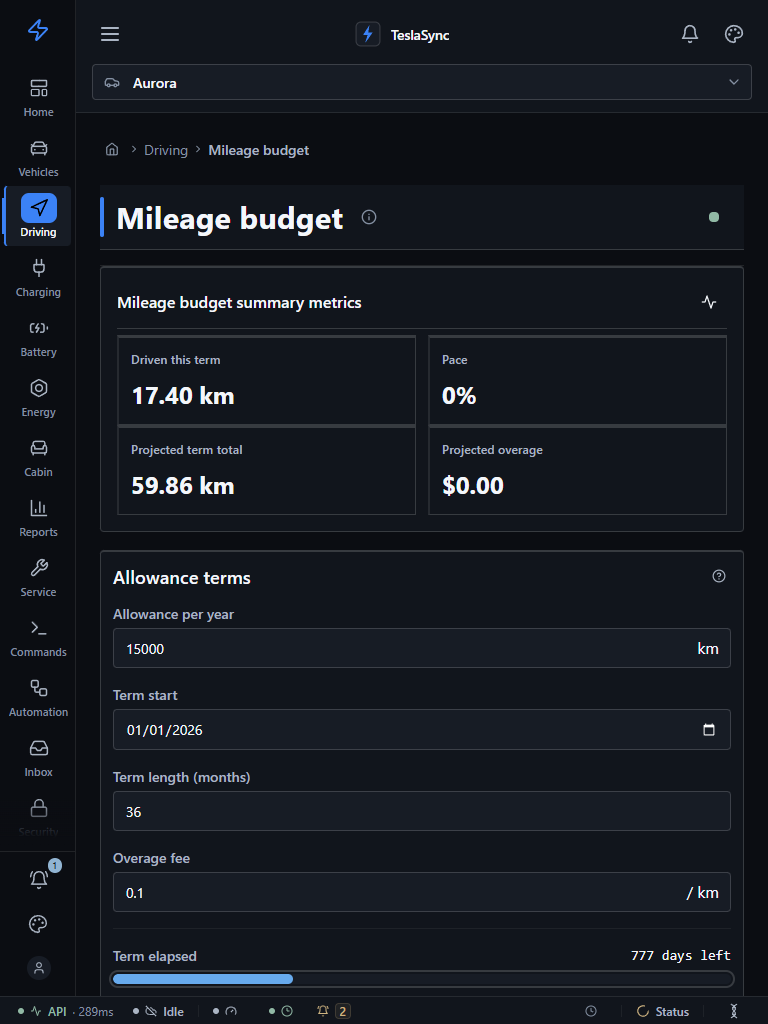 TeslaSync
Aurora
Home
Vehicles
Driving
Charging
Battery
Energy
Cabin
Reports
Service
Commands
Automation
Inbox
Security
1
Driving
Mileage budget
Mileage budget
Mileage budget summary metrics
Driven this term
17.40 km
Pace
0%
Projected term total
59.86 km
Projected overage
$0.00
Allowance terms
Allowance per year
15000 km
Term start
01/01/2026
Term length (months)
36
Overage fee
0.1 / km
Term elapsed 777 days left
API · 289ms Idle 2 Status